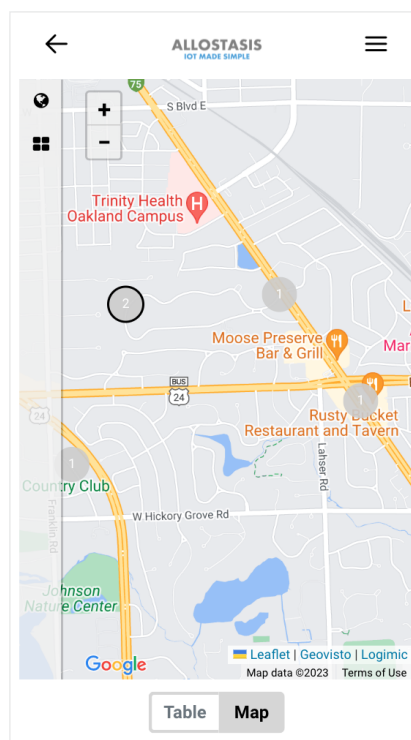 ALLOSTASIS
IOT MADE SIMPLE
75
S Blvd E
+
−
Trinity Health
Oakland Campus
H
2
1
Moose Preserve
Bar & Grill
Mar
BUS
24
1
24
Rusty Bucket
Restaurant and Tavern
1
Country Club
Lahser Rd
Franklin Rd
W Hickory Grove Rd
Johnson
Nature Center
Google
Leaflet | Geovisto | Logimic
Map data ©2023 Terms of Use
Table Map